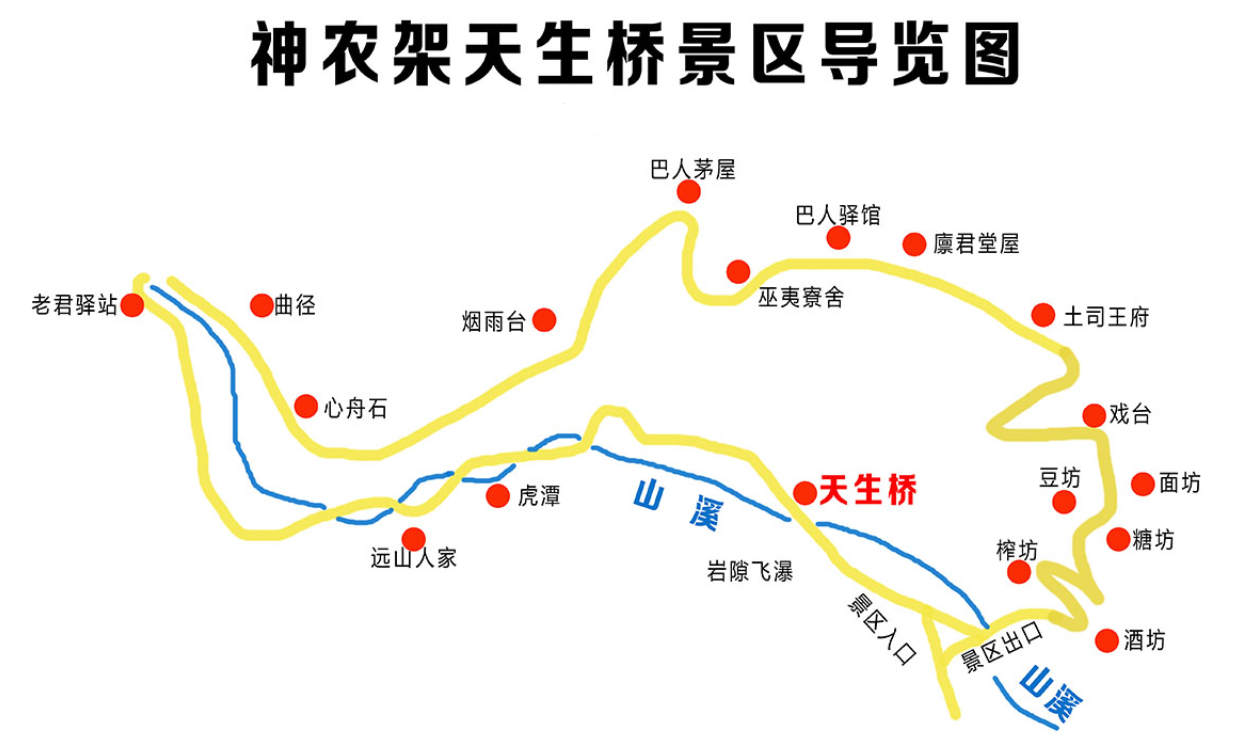 神农架天生桥景区导览图
巴人茅屋
巴人驿馆
廪君堂屋
巫夷寮舍
老君驿站
曲径
烟雨台
土司王府
心舟石
戏台
豆坊
面坊
天生桥
虎潭
山溪
糖坊
榨坊
远山人家
岩隙飞瀑
景区入口
景区出口
酒坊
山溪